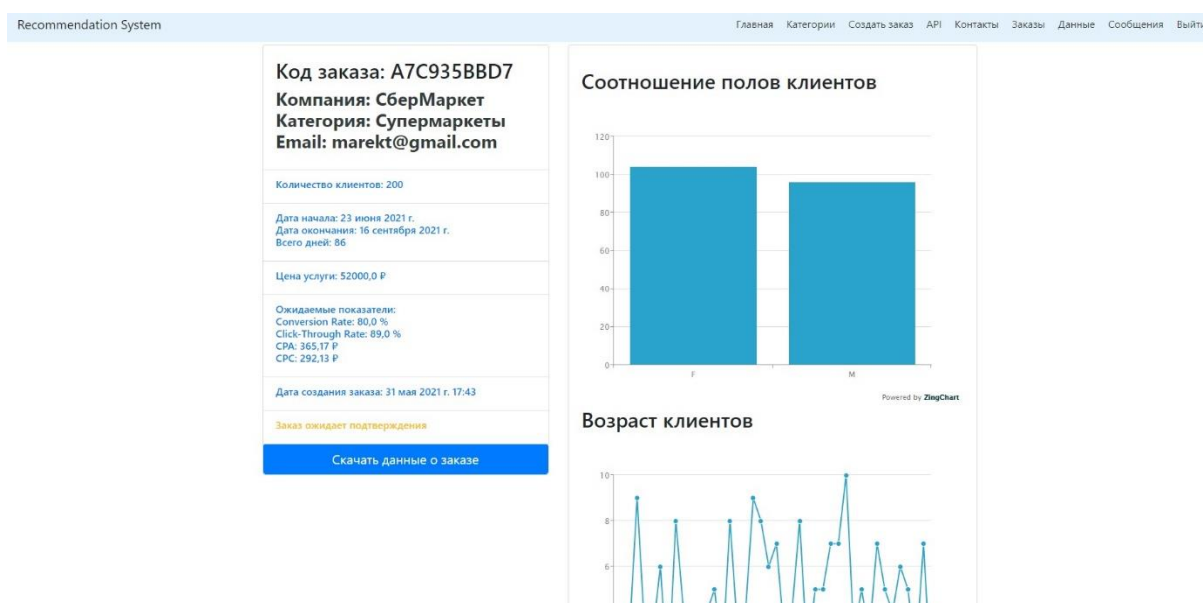 Recommendation System
Главная Категории Создать заказ API Контакты Заказы Данные Сообщения Выйти
Код заказа: A7C935BBD7
Компания: СберМаркет
Категория: Супермаркеты
Email: marekt@gmail.com
Количество клиентов: 200
Дата начала: 23 июня 2021 г.
Дата окончания: 16 сентября 2021 г.
Всего дней: 86
Цена услуги: 52000,0 ₽
Ожидаемые показатели:
Conversion Rate: 80,0 %
Click-Through Rate: 89,0 %
CPA: 365,17 ₽
CPC: 292,13 ₽
Дата создания заказа: 31 мая 2021 г. 17:43
Заказ ожидает подтверждения
Скачать данные о заказе
Соотношение полов клиентов
120
100
80
60
40
20
0
F M
Powered by ZingChart
Возраст клиентов
10
8
6